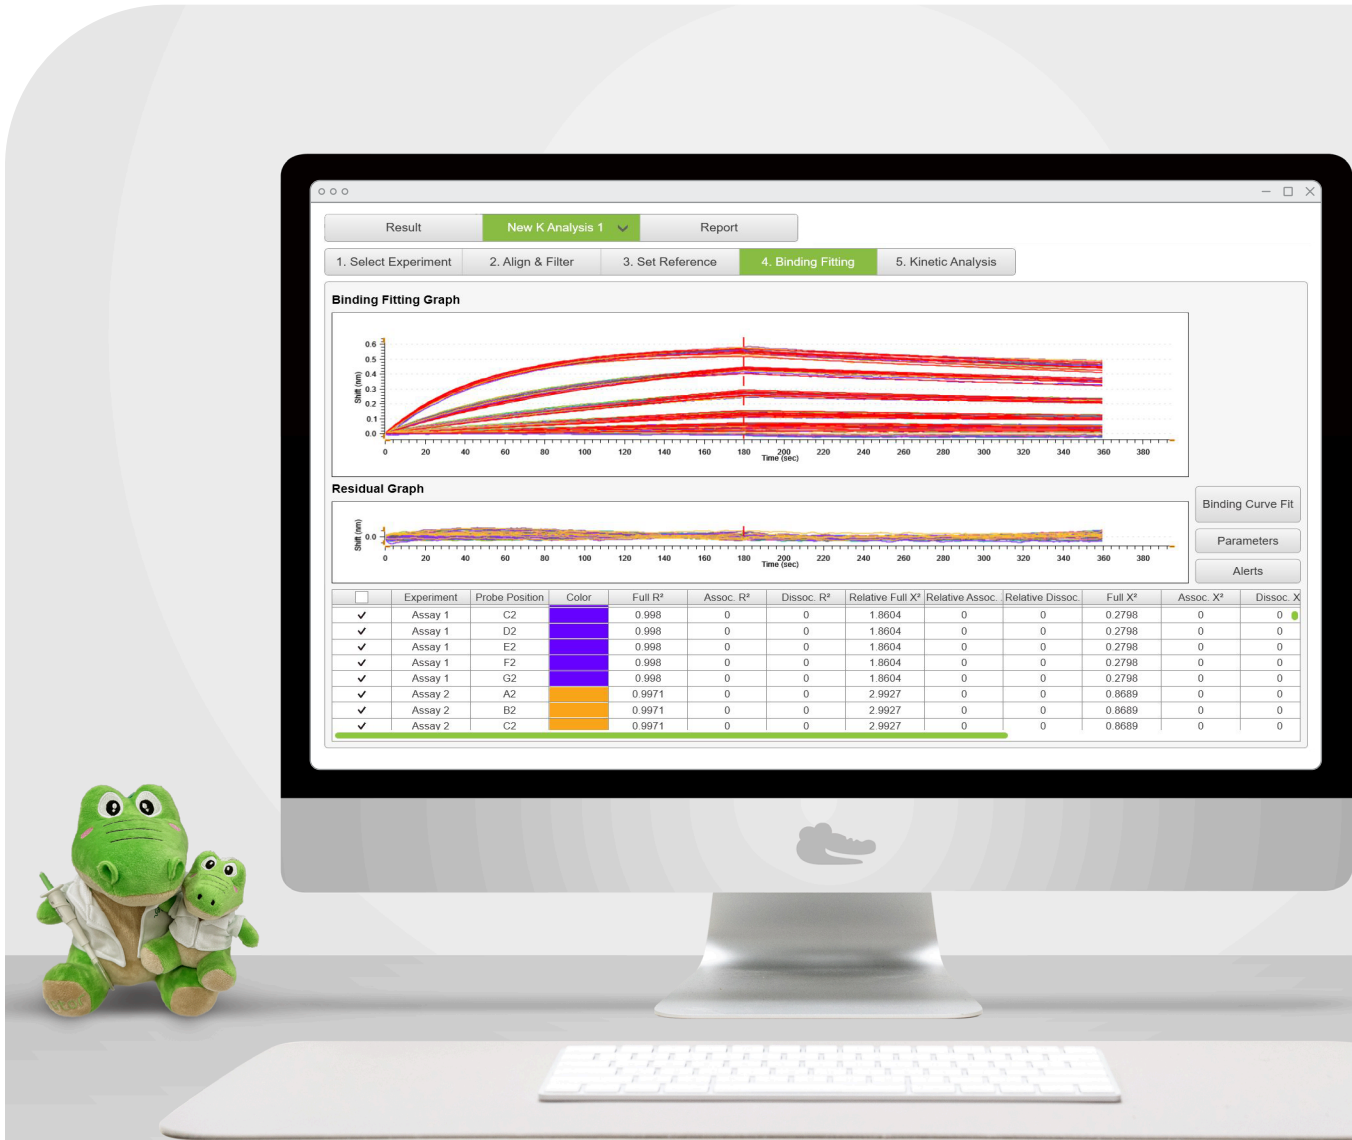 Result New K Analysis 1 Report
1. Select Experiment 2. Align & Filter 3. Set Reference 4. Binding Fitting 5. Kinetic Analysis
Binding Fitting Graph
Shift (nm)
0.6
0.5
0.4
0.3
0.2
0.1
0.0
0 20 40 60 80 100 120 140 160 180 200 220 240 260 280 300 320 340 360 380
Time (sec)
Residual Graph
Shift (nm)
0.0
0 20 40 60 80 100 120 140 160 180 200 220 240 260 280 300 320 340 360 380
Time (sec)
Binding Curve Fit
Parameters
Alerts
Experiment Probe Position Color Full R² Assoc. R² Dissoc. R² Relative Full X² Relative Assoc. Relative Dissoc. Full X² Assoc. X² Dissoc. X
Assay 1 C2 0.998 0 0 1.8604 0 0 0.2798 0 0
Assay 1 D2 0.998 0 0 1.8604 0 0 0.2798 0 0
Assay 1 E2 0.998 0 0 1.8604 0 0 0.2798 0 0
Assay 1 F2 0.998 0 0 1.8604 0 0 0.2798 0 0
Assay 1 G2 0.998 0 0 1.8604 0 0 0.2798 0 0
Assay 2 A2 0.9971 0 0 2.9927 0 0 0.8689 0 0
Assay 2 B2 0.9971 0 0 2.9927 0 0 0.8689 0 0
Assay 2 C2 0.9971 0 0 2.9927 0 0 0.8689 0 0